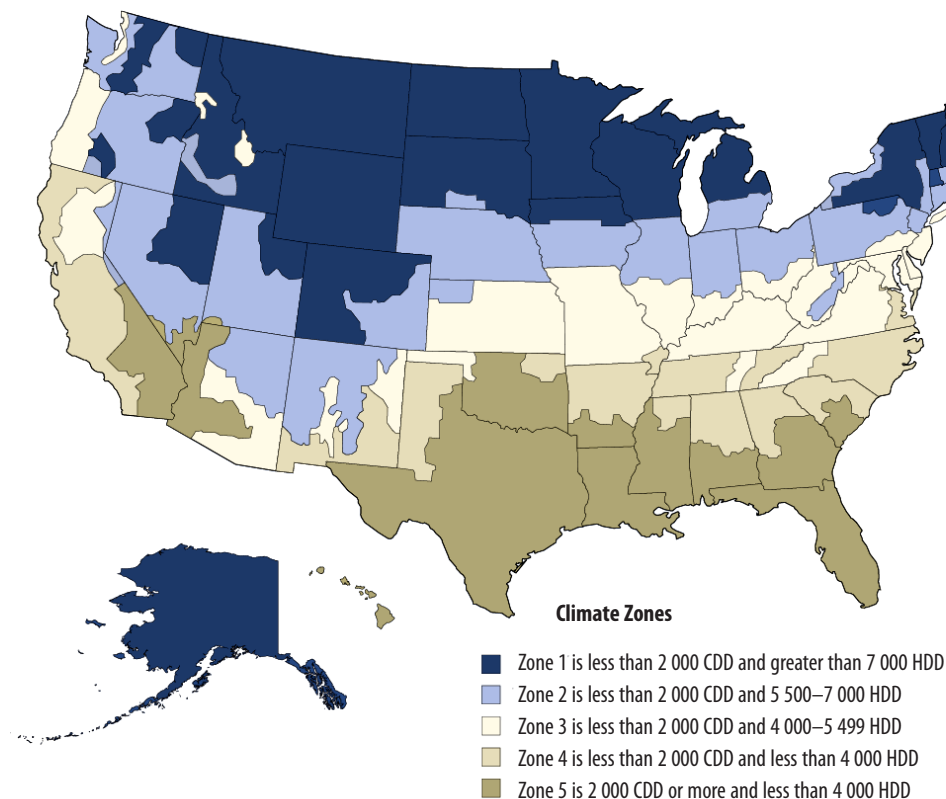 Climate Zones
Zone 1 is less than 2 000 CDD and greater than 7 000 HDD
Zone 2 is less than 2 000 CDD and 5 500–7 000 HDD
Zone 3 is less than 2 000 CDD and 4 000–5 499 HDD
Zone 4 is less than 2 000 CDD and less than 4 000 HDD
Zone 5 is 2 000 CDD or more and less than 4 000 HDD